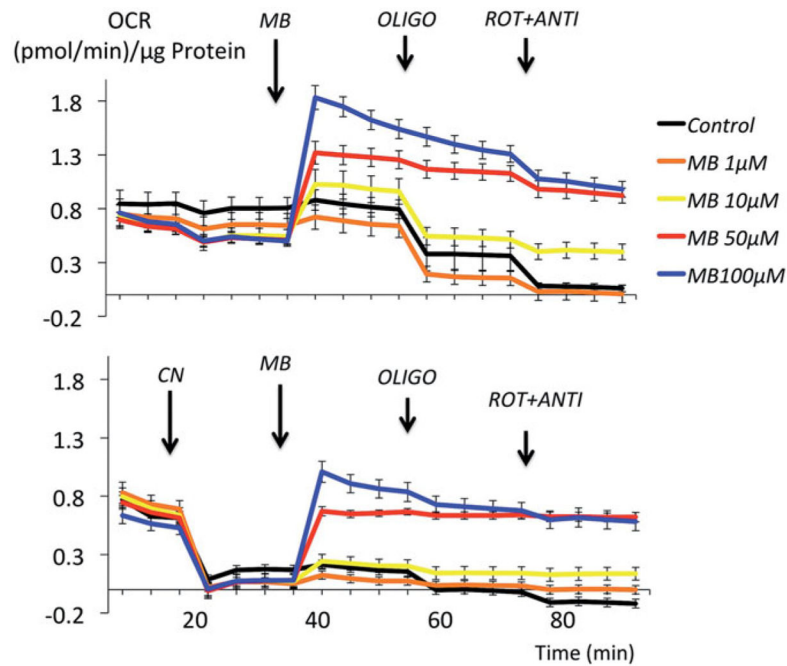 OCR
(pmol/min)/µg Protein
MB
OLIGO
ROT+ANTI
1.8
1.3
0.8
0.3
-0.2
Control
MB 1µM
MB 10µM
MB 50µM
MB100µM
CN
MB
OLIGO
ROT+ANTI
1.8
1.3
0.8
0.3
-0.2
20
40
60
80
Time (min)